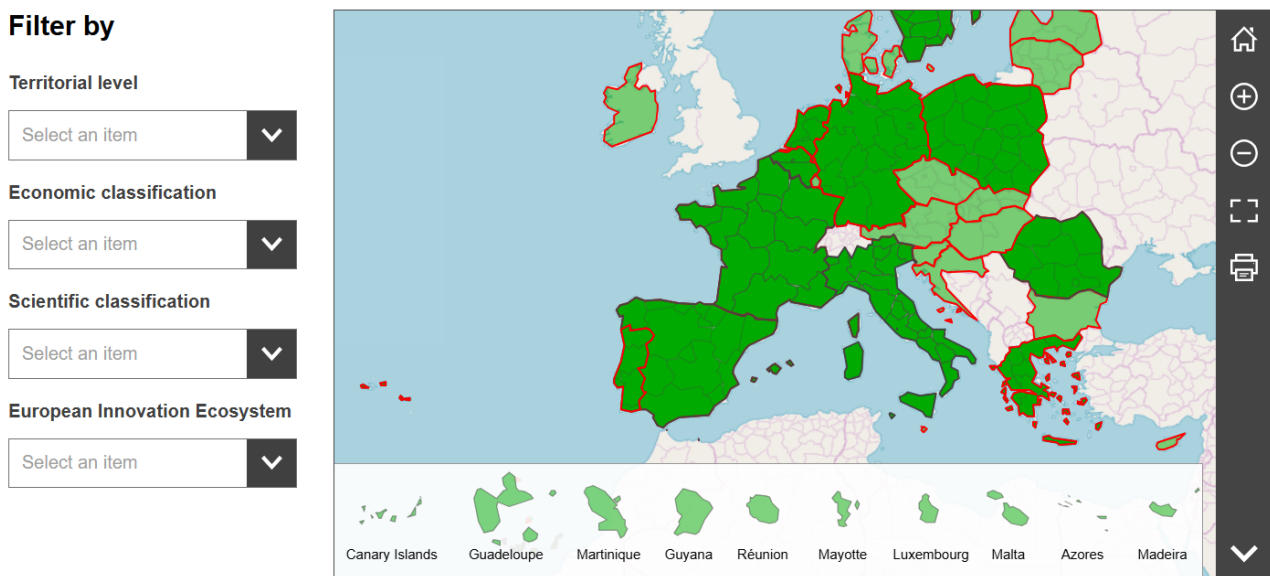 Filter by
Territorial level
Select an item
Economic classification
Select an item
Scientific classification
Select an item
European Innovation Ecosystem
Select an item
Canary Islands
Guadeloupe
Martinique
Guyana
Réunion
Mayotte
Luxembourg
Malta
Azores
Madeira